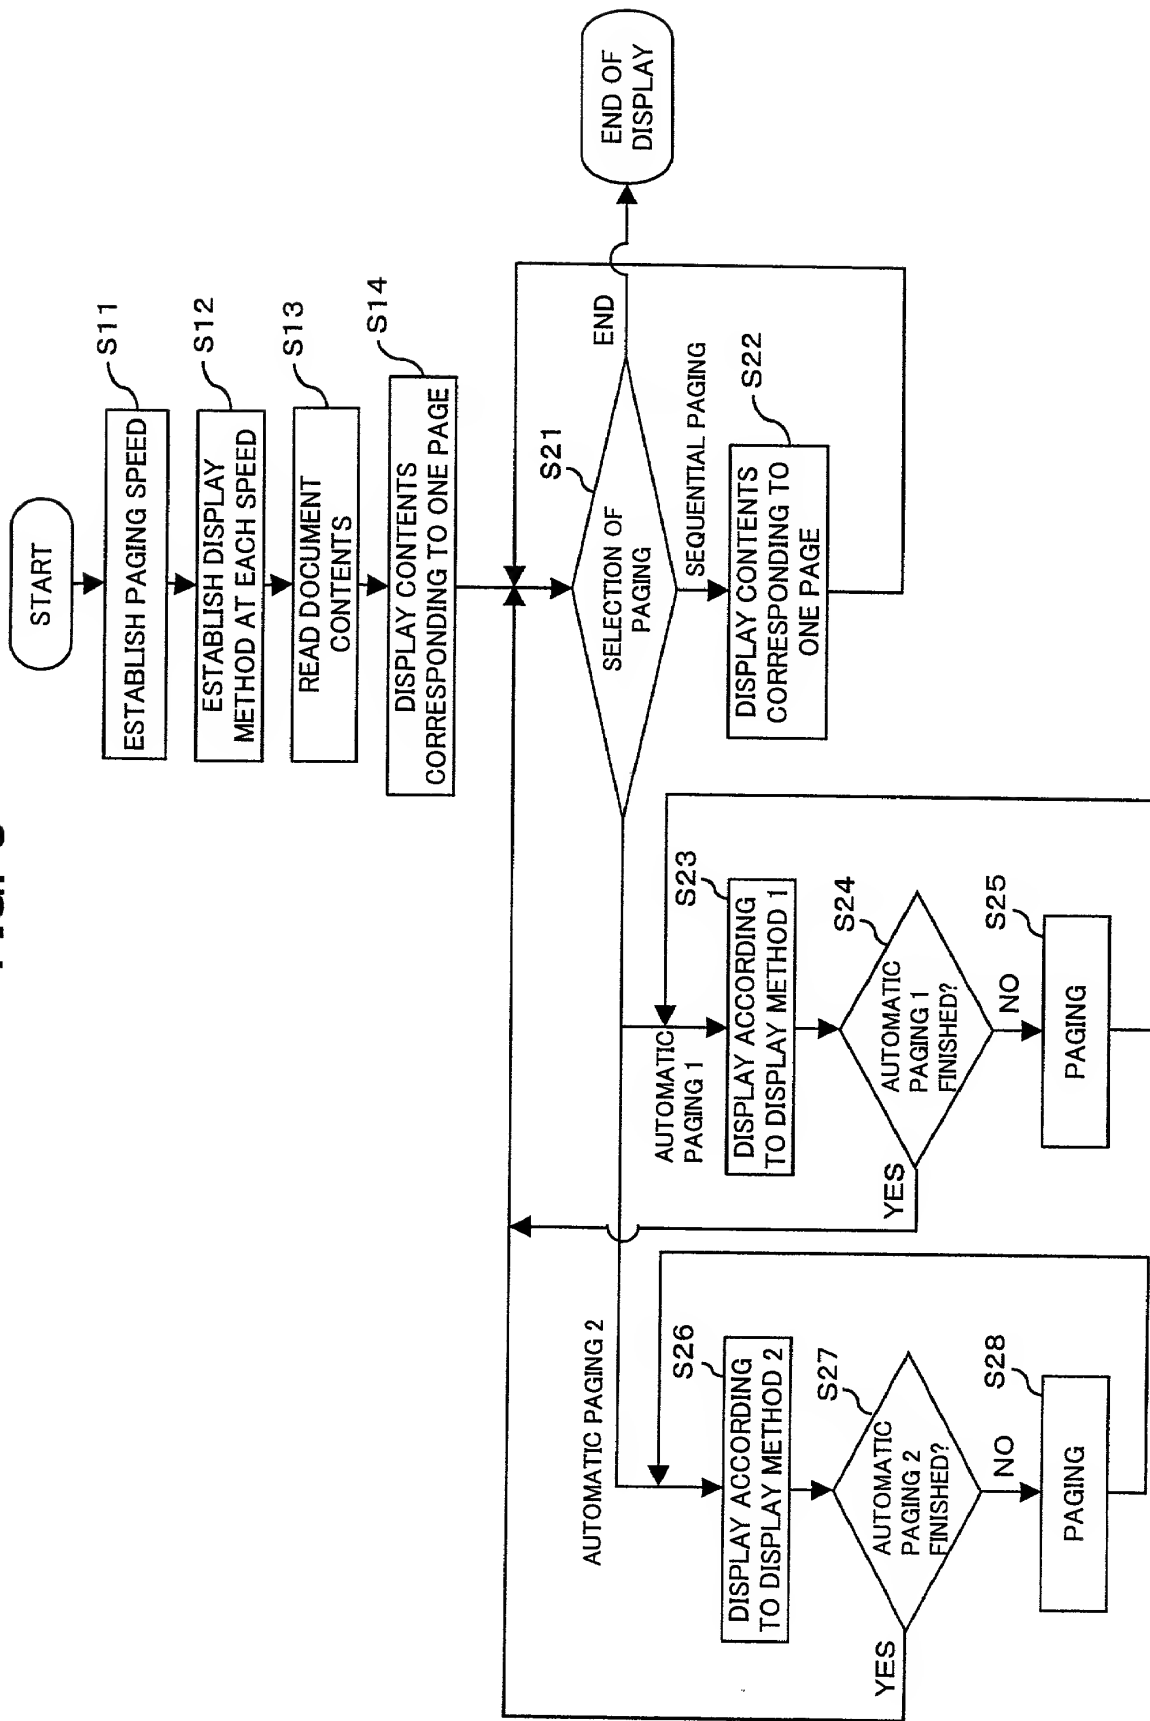 START
ESTABLISH PAGING SPEED
S11
ESTABLISH DISPLAY
METHOD AT EACH SPEED
S12
READ DOCUMENT
CONTENTS
S13
DISPLAY CONTENTS
CORRESPONDING TO ONE PAGE
S14
SELECTION OF
PAGING
S21
END
END OF
DISPLAY
SEQUENTIAL PAGING
DISPLAY CONTENTS
CORRESPONDING TO
ONE PAGE
S22
AUTOMATIC
PAGING 1
DISPLAY ACCORDING
TO DISPLAY METHOD 1
S23
AUTOMATIC
PAGING 1
FINISHED?
S24
YES
NO
PAGING
S25
AUTOMATIC PAGING 2
DISPLAY ACCORDING
TO DISPLAY METHOD 2
S26
AUTOMATIC
PAGING 2
FINISHED?
S27
YES
NO
PAGING
S28